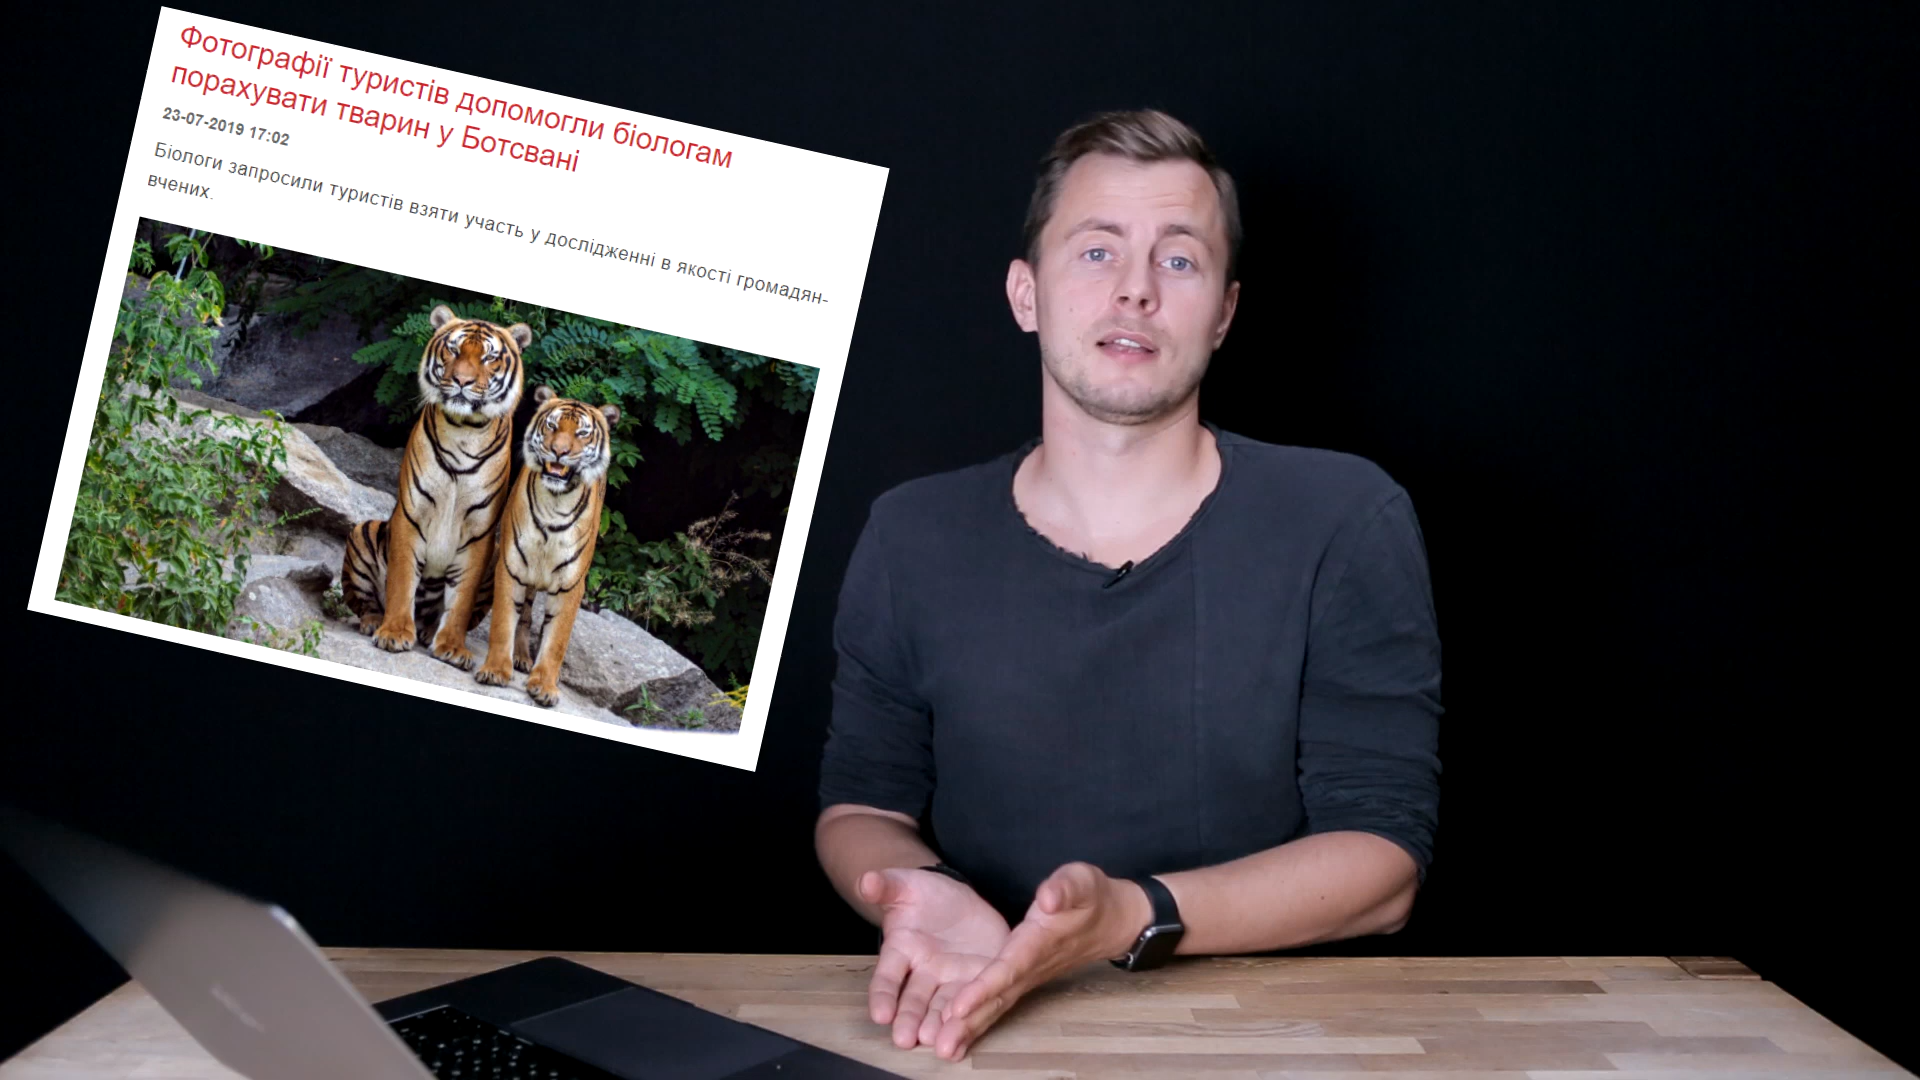 Фотографії туристів допомогли біологам
порахувати тварин у Ботсвані
23-07-2019 17:02
Біологи запросили туристів взяти участь у дослідженні в якості громадян-
вчених.